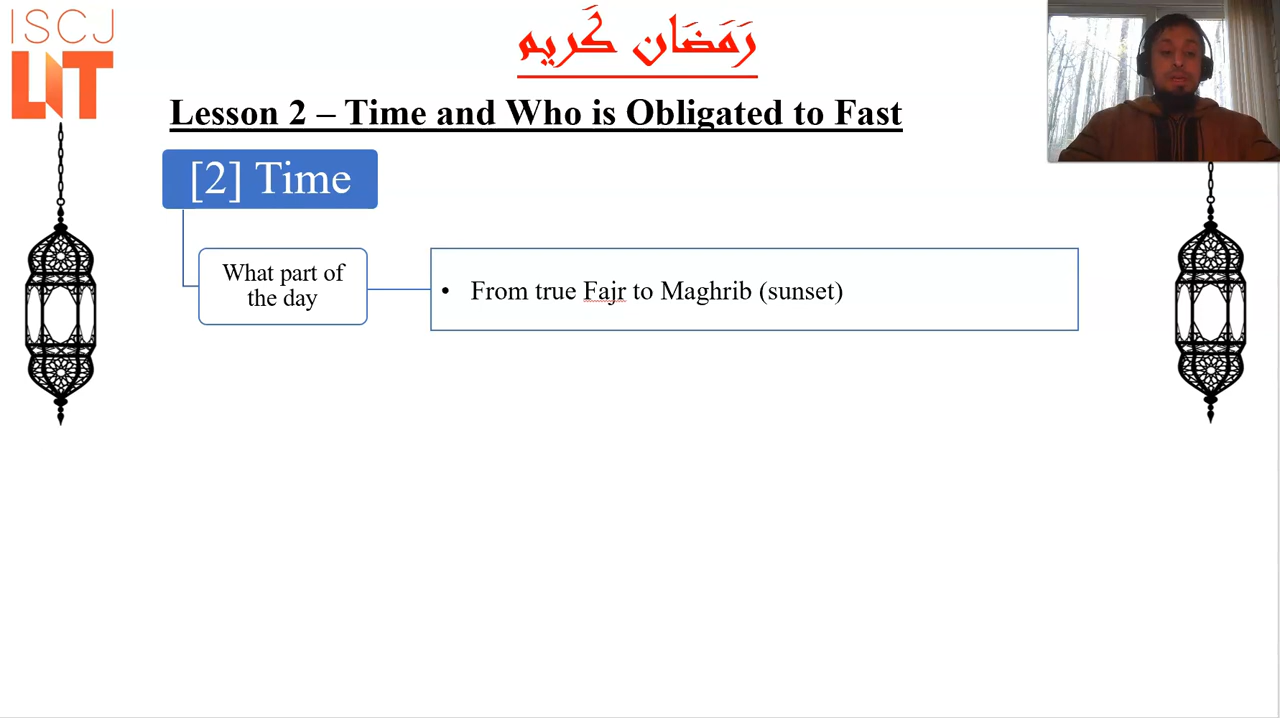 ISCJ
LIT
رَمَضَان كَريم
Lesson 2 – Time and Who is Obligated to Fast
[2] Time
What part of
the day
• From true Fajr to Maghrib (sunset)